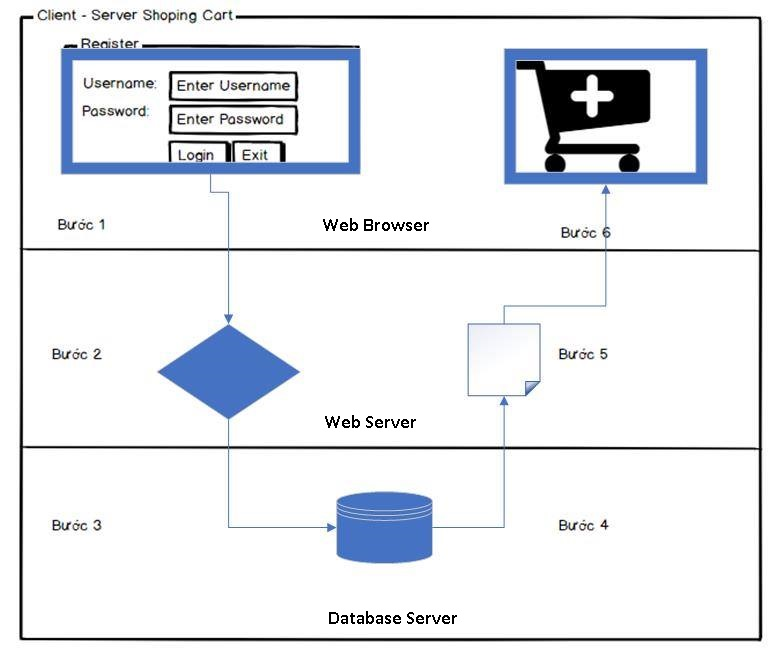 Client - Server Shoping Cart
Register
Username: Enter Username
Password: Enter Password
Login Exit
Bước 1
Web Browser
Bước 6
Bước 2
Bước 5
Web Server
Bước 3
Bước 4
Database Server